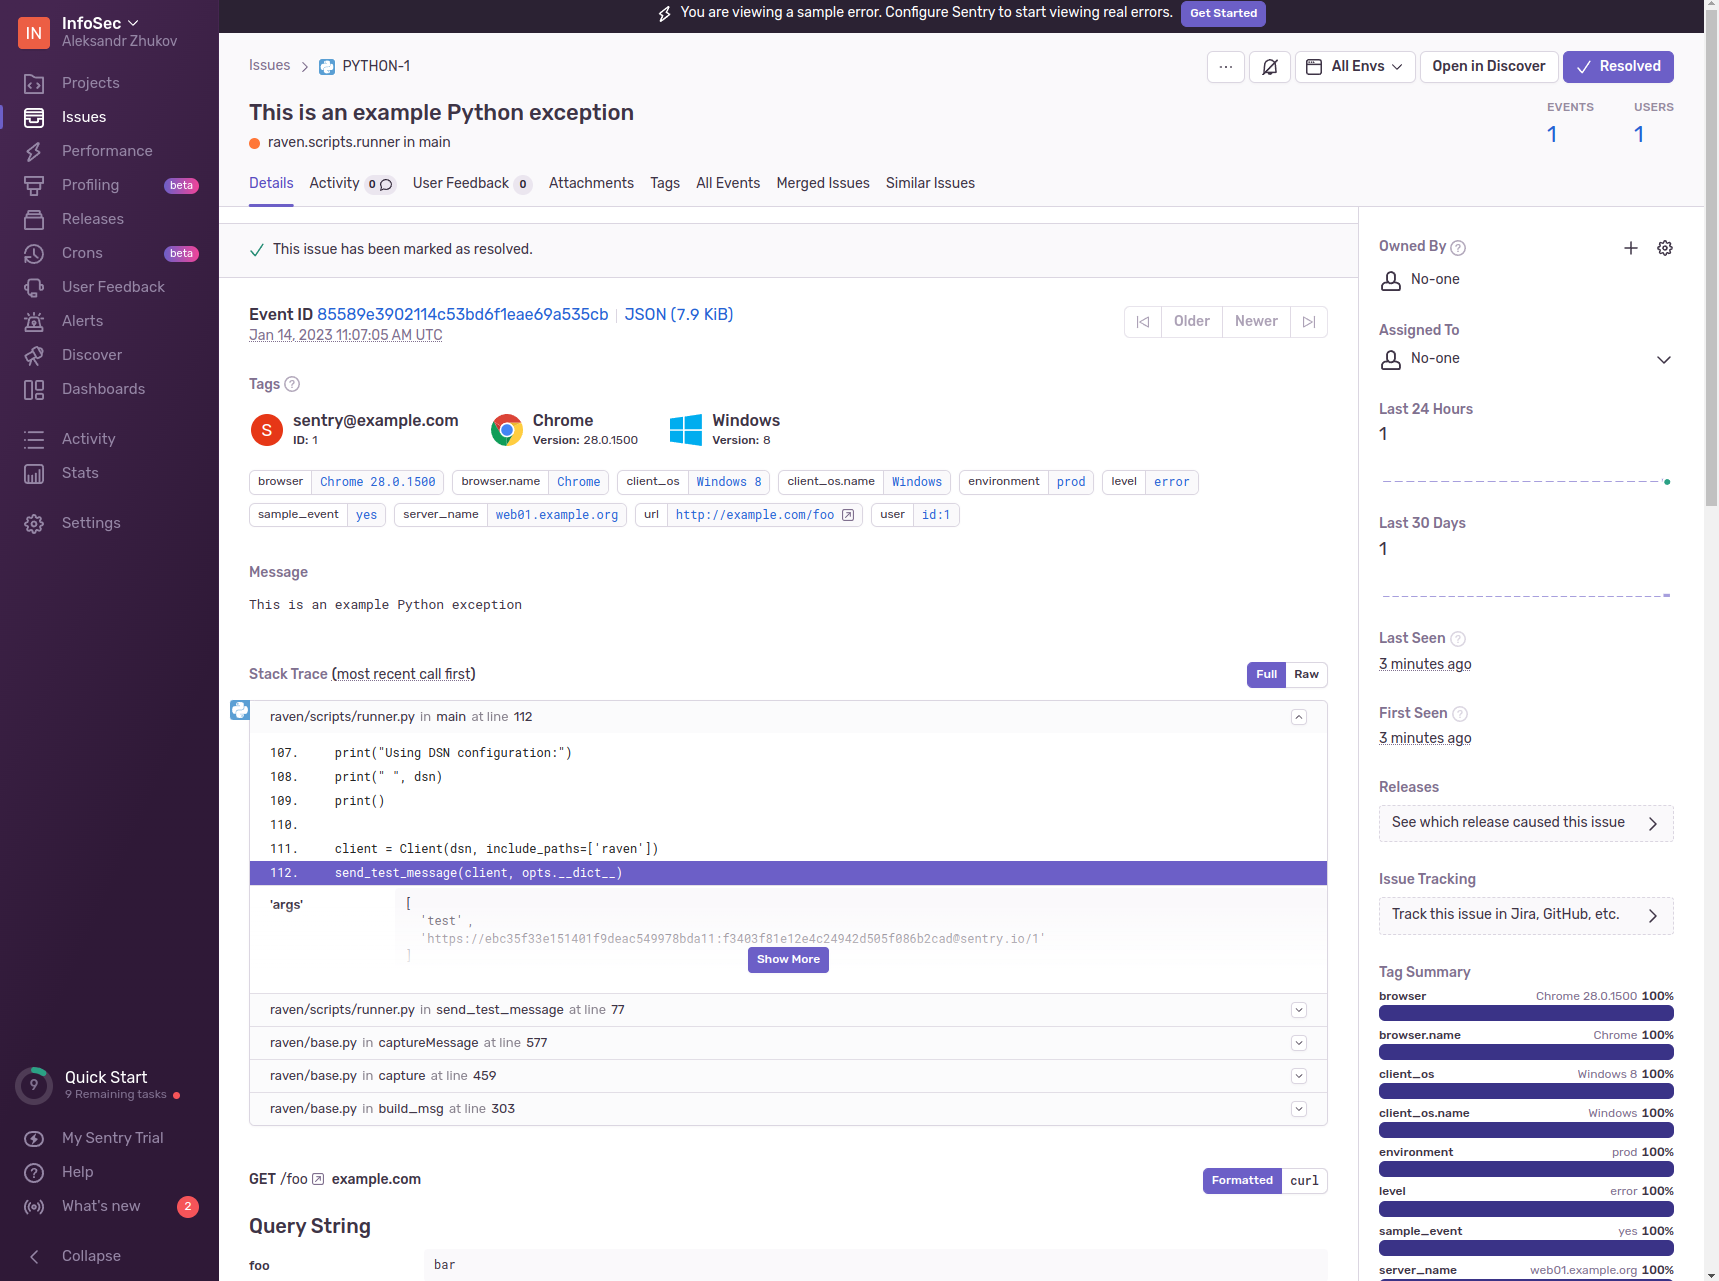 IN
InfoSec
Aleksandr Zhukov
Projects
Issues
Performance
Profiling beta
Releases
Crons beta
User Feedback
Alerts
Discover
Dashboards
Activity
Stats
Settings
9
Quick Start
9 Remaining tasks
My Sentry Trial
Help
What's new 2
Collapse
You are viewing a sample error. Configure Sentry to start viewing real errors. Get Started
Issues PYTHON-1
... All Envs Open in Discover Resolved
This is an example Python exception
raven.scripts.runner in main
EVENTS USERS
1 1
Details Activity 0 User Feedback 0 Attachments Tags All Events Merged Issues Similar Issues
This issue has been marked as resolved.
Event ID 85589e3902114c53bd6f1eae69a535cb JSON (7.9 KiB)
Jan 14, 2023 11:07:05 AM UTC
Older Newer
Tags ?
S sentry@example.com
ID: 1
Chrome
Version: 28.0.1500
Windows
Version: 8
browser Chrome 28.0.1500 browser.name Chrome client_os Windows 8 client_os.name Windows environment prod level error
sample_event yes server_name web01.example.org url http://example.com/foo user id:1
Message
This is an example Python exception
Stack Trace (most recent call first)
Full Raw
raven/scripts/runner.py in main at line 112
107. print("Using DSN configuration:")
108. print(" ", dsn)
109. print()
110.
111. client = Client(dsn, include_paths=['raven'])
112. send_test_message(client, opts.__dict__)
'args' [
'test',
'https://ebc35f33e151401f9deac549978bda11:f3403f81e12e4c24942d505f086b2cad@sentry.io/1'
]
Show More
raven/scripts/runner.py in send_test_message at line 77
raven/base.py in captureMessage at line 577
raven/base.py in capture at line 459
raven/base.py in build_msg at line 303
GET /foo example.com
Formatted curl
Query String
foo bar
Owned By ?
No-one
Assigned To
No-one
Last 24 Hours
1
Last 30 Days
1
Last Seen ?
3 minutes ago
First Seen ?
3 minutes ago
Releases
See which release caused this issue
Issue Tracking
Track this issue in Jira, GitHub, etc.
Tag Summary
browser Chrome 28.0.1500 100%
browser.name Chrome 100%
client_os Windows 8 100%
client_os.name Windows 100%
environment prod 100%
level error 100%
sample_event yes 100%
server_name web01.example.org 100%